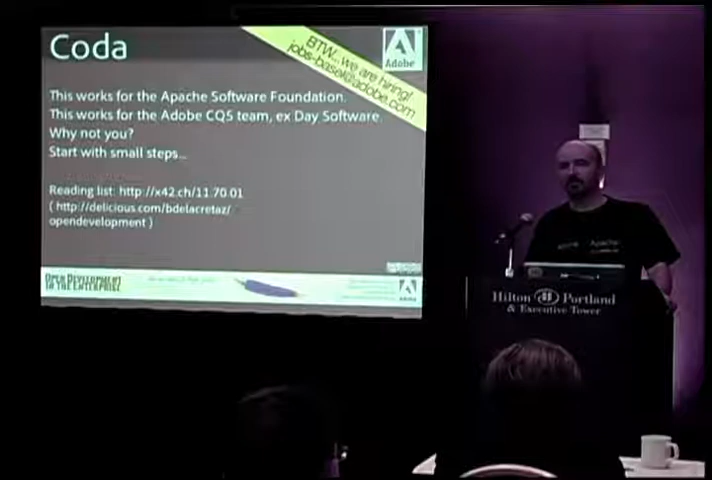 Coda
BTW...we are hiring!
jobs-basel@adobe.com
Adobe
This works for the Apache Software Foundation.
This works for the Adobe CQ5 team, ex Day Software.
Why not you?
Start with small steps...
Reading list: http://x42.ch/11.70.01
( http://delicious.com/bdelacretaz/
opendevelopment )
OPEN DEVELOPMENT
IN THE ENTERPRISE
Adobe
Apache
Hilton Portland
& Executive Tower